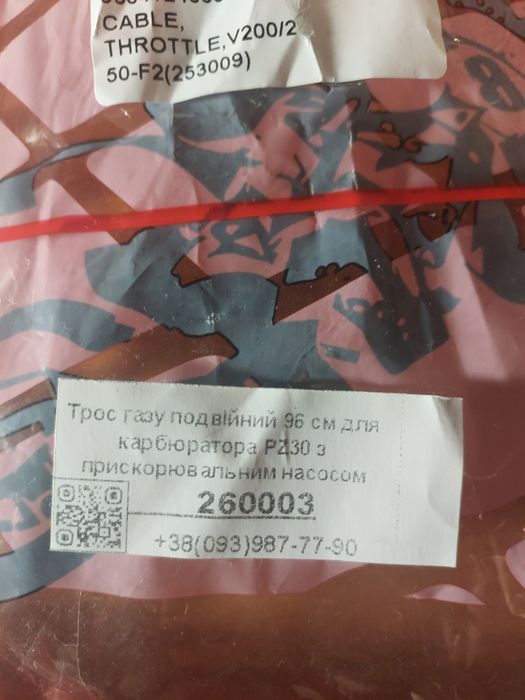 CABLE,
THROTTLE,V200/2
50-F2(253009)
Трос газу подвійний 96 см для
карбюратора PZ30 з
прискорювальним насосом
260003
+38(093)987-77-90